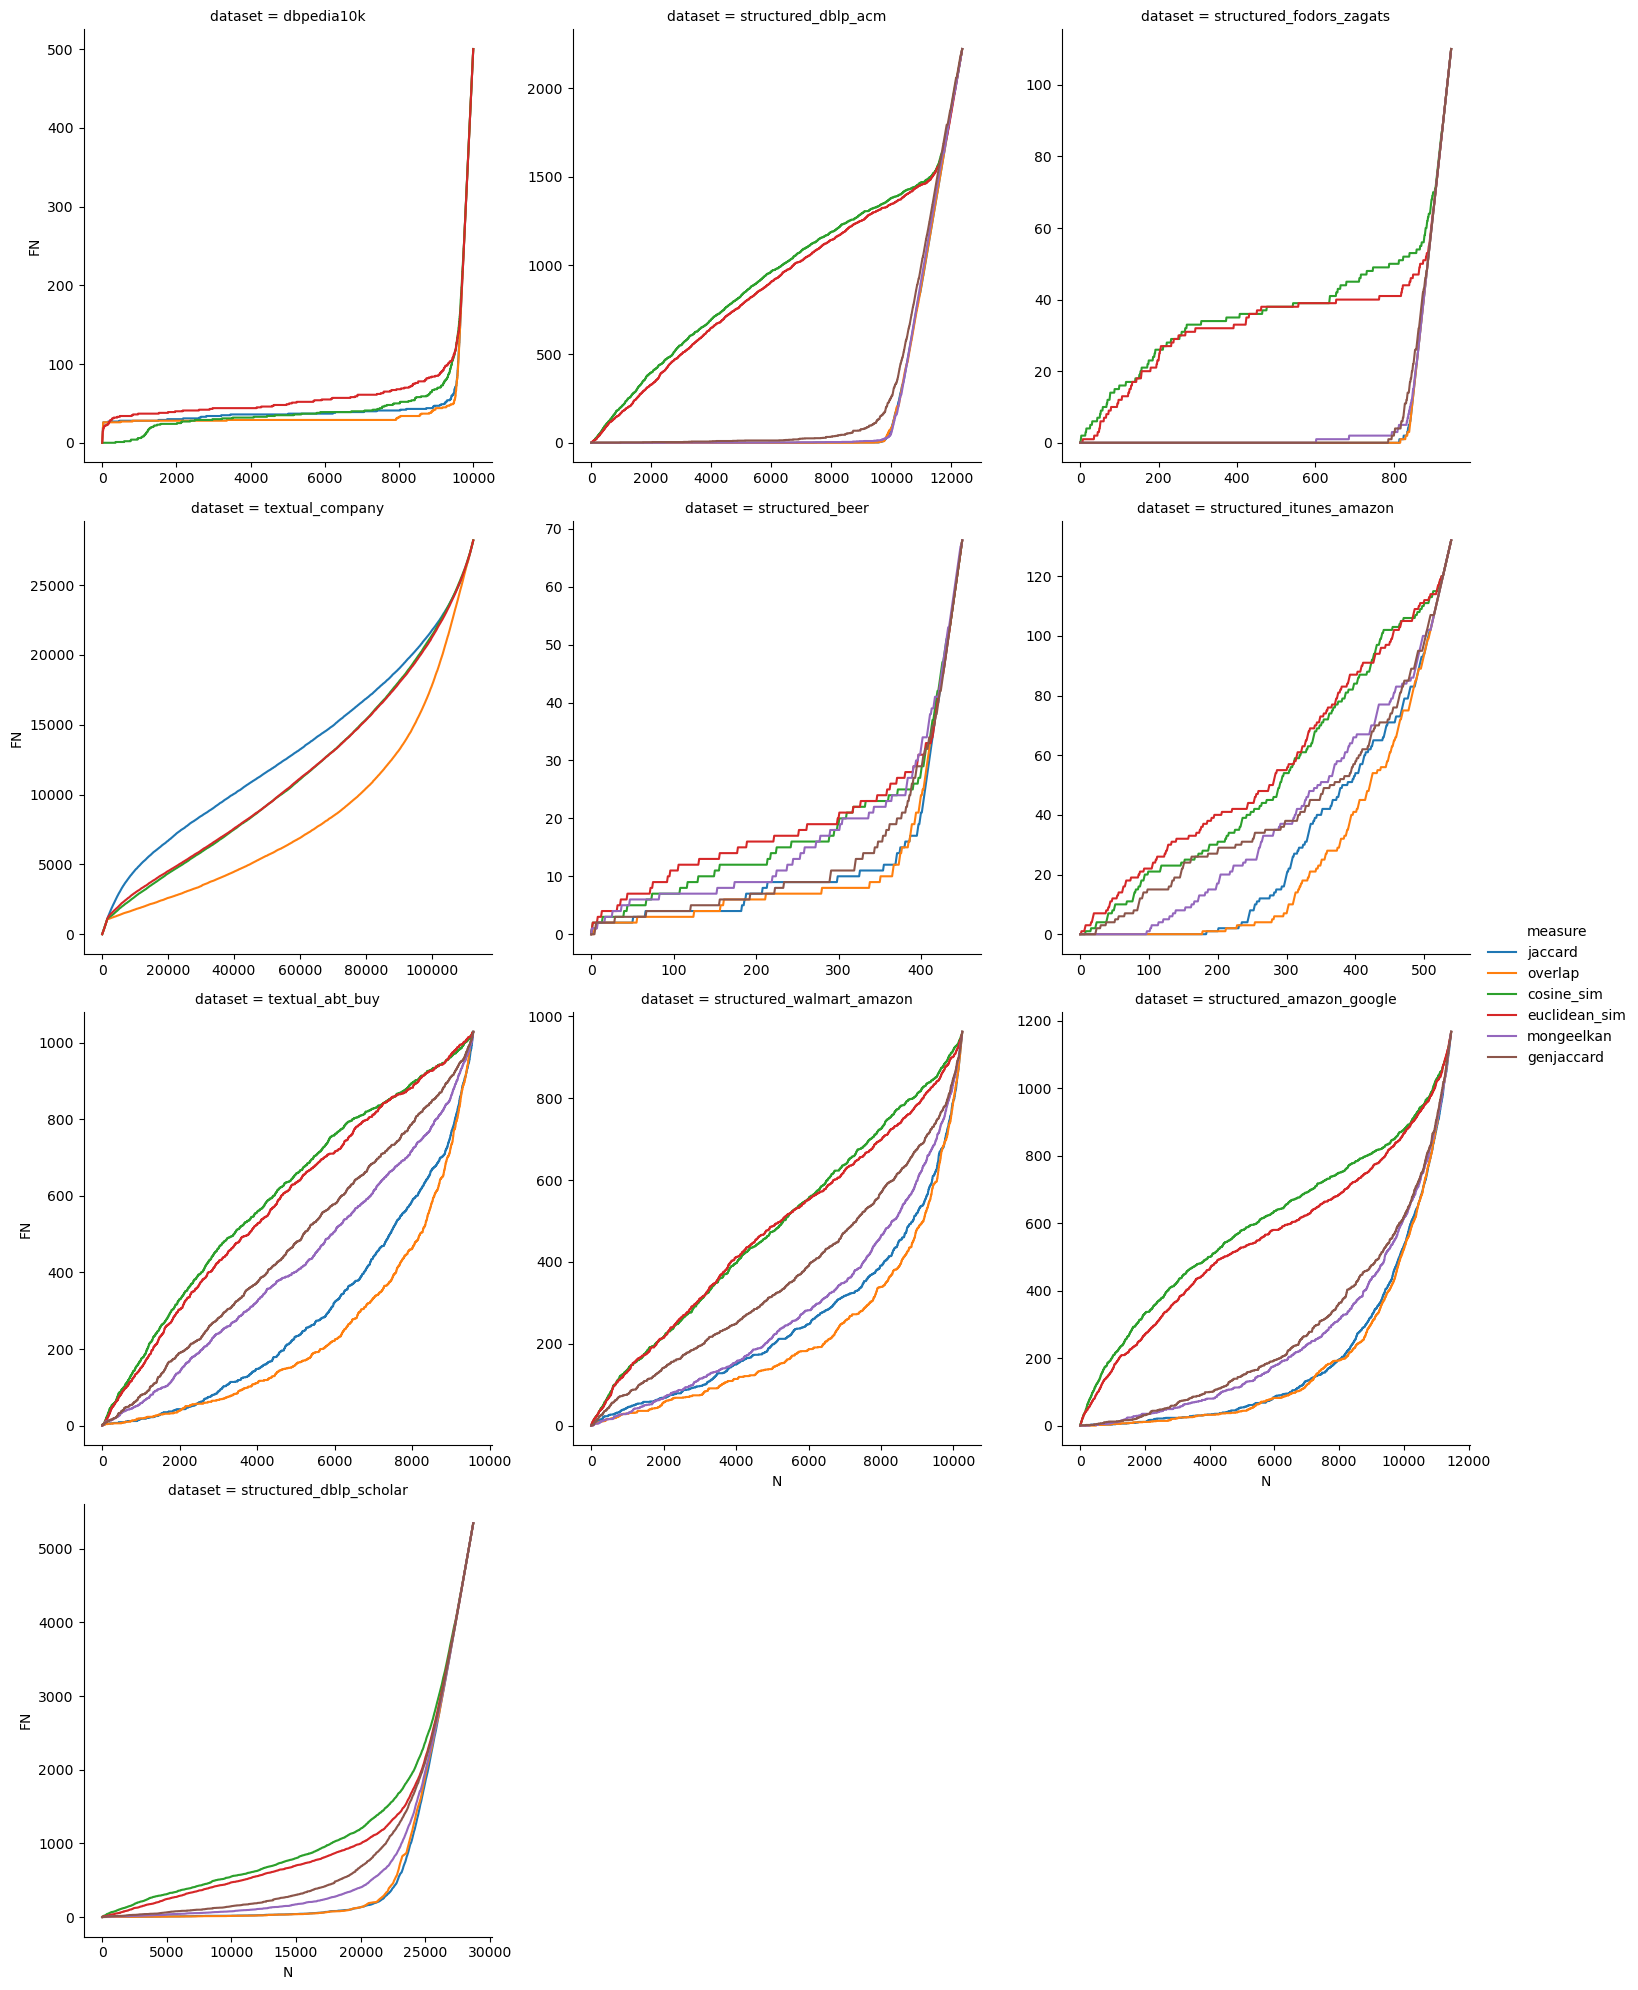 dataset = dbpedia10k
dataset = structured_dblp_acm
dataset = structured_fodors_zagats
FN
500
400
300
200
100
0
0 2000 4000 6000 8000 10000
2000
1500
1000
500
0
0 2000 4000 6000 8000 10000 12000
100
80
60
40
20
0
0 200 400 600 800
dataset = textual_company
dataset = structured_beer
dataset = structured_itunes_amazon
FN
25000
20000
15000
10000
5000
0
0 20000 40000 60000 80000 100000
70
60
50
40
30
20
10
0
0 100 200 300 400
120
100
80
60
40
20
0
0 100 200 300 400 500
measure
jaccard
overlap
cosine_sim
euclidean_sim
mongeelkan
genjaccard
dataset = textual_abt_buy
dataset = structured_walmart_amazon
dataset = structured_amazon_google
FN
1000
800
600
400
200
0
0 2000 4000 6000 8000 10000
1000
800
600
400
200
0
0 2000 4000 6000 8000 10000
N
1200
1000
800
600
400
200
0
0 2000 4000 6000 8000 10000 12000
N
dataset = structured_dblp_scholar
FN
5000
4000
3000
2000
1000
0
0 5000 10000 15000 20000 25000 30000
N